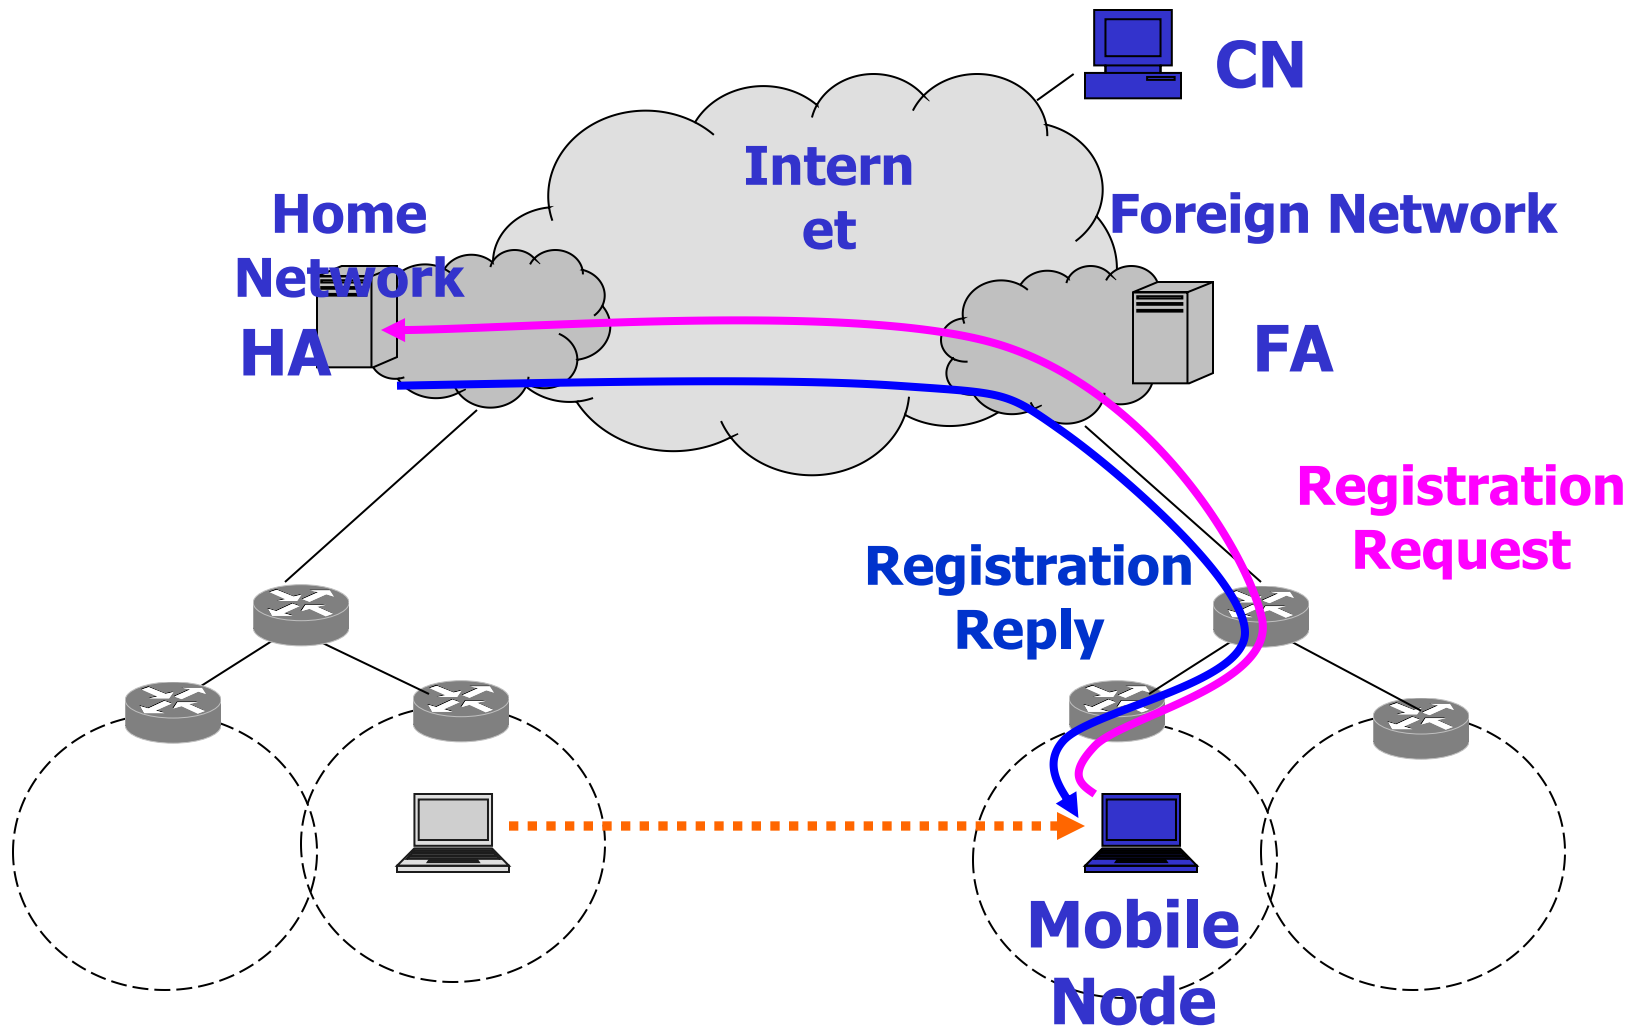 CN
Intern
et
Home
Network
Foreign Network
HA
FA
Registration
Request
Registration
Reply
Mobile
Node